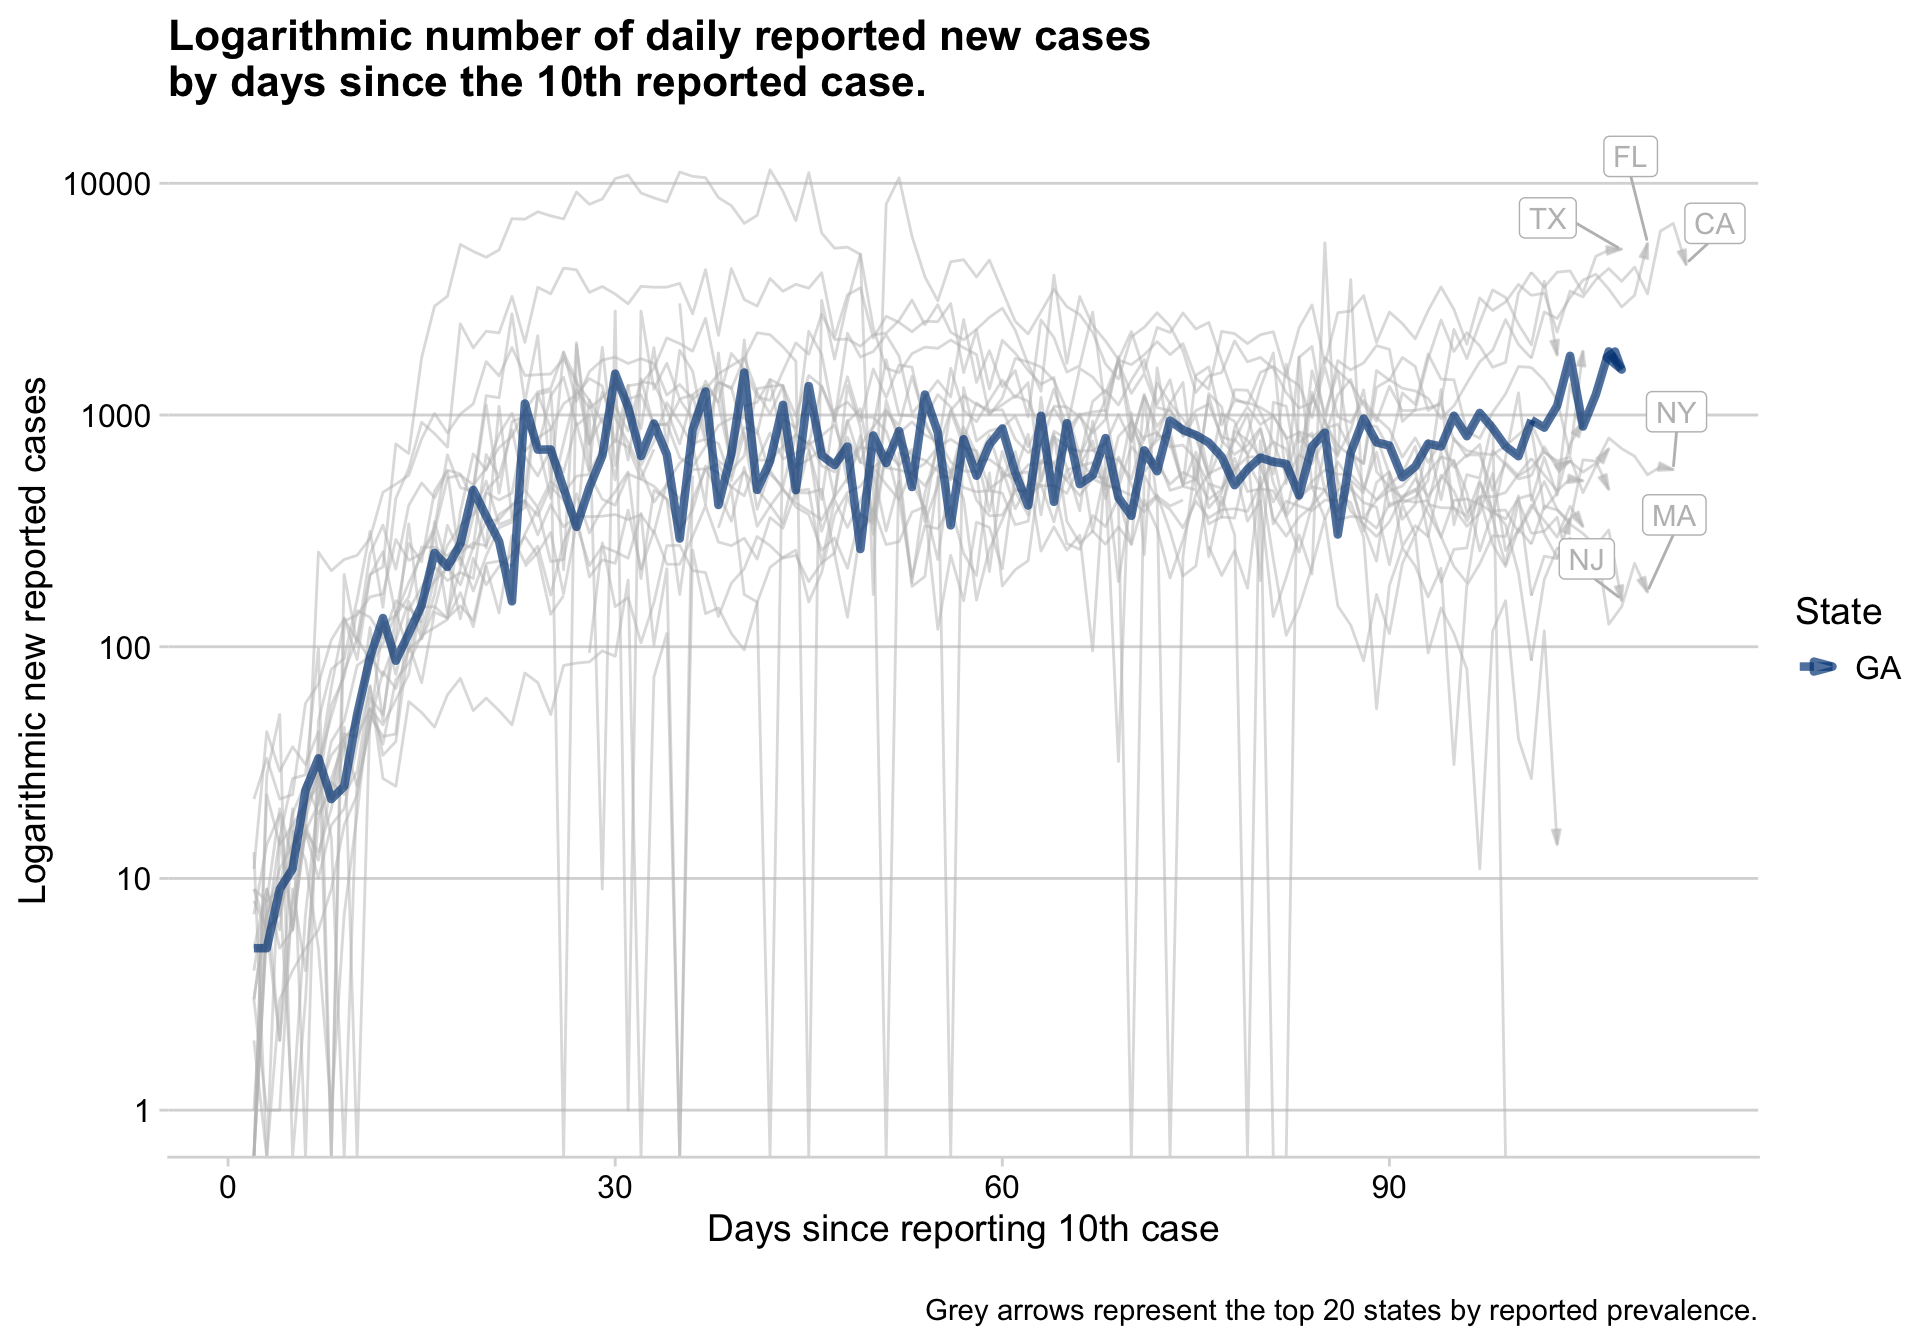 Logarithmic number of daily reported new cases
by days since the 10th reported case.
Logarithmic new reported cases
10000
1000
100
10
1
FL
TX
CA
NY
MA
NJ
State
GA
0
30
60
90
Days since reporting 10th case
Grey arrows represent the top 20 states by reported prevalence.